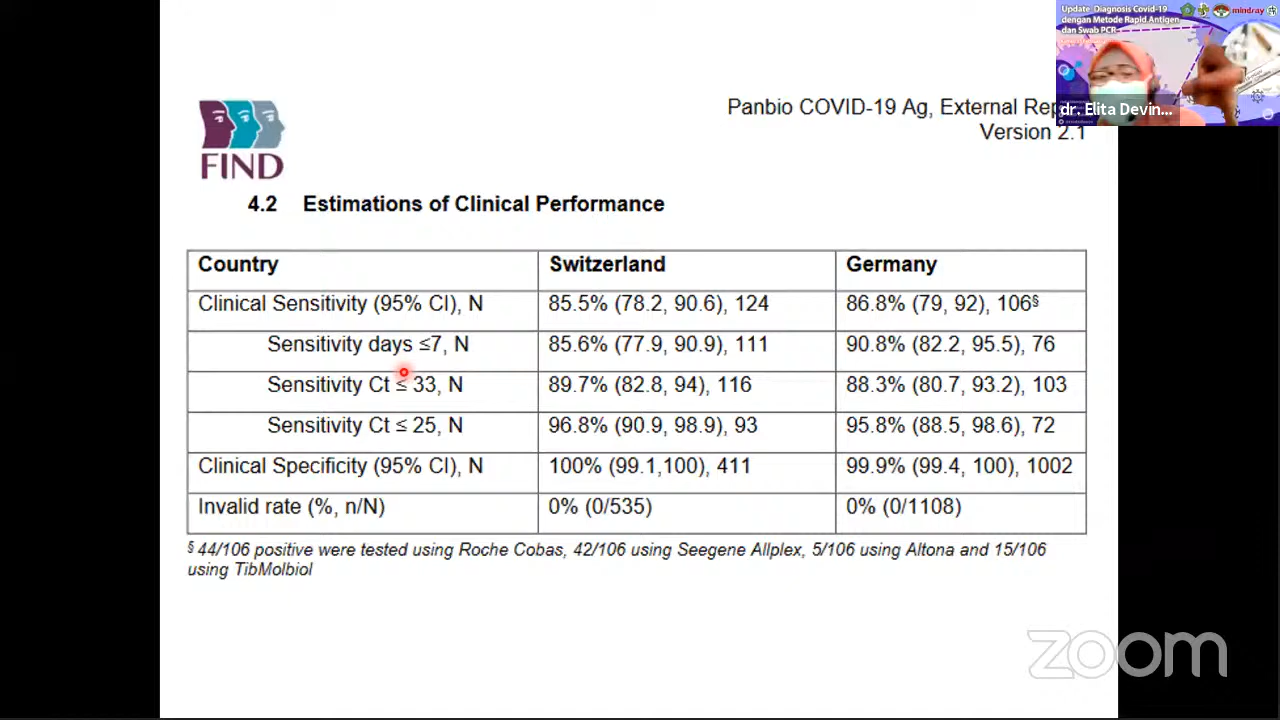 Update Diagnosis Covid-19
dengan Metode Rapid Antigen
dan Swab PCR
mindray
dr. Elita Devin...
FIND
Panbio COVID-19 Ag, External
Version 2.1
4.2 Estimations of Clinical Performance
Country Switzerland Germany
Clinical Sensitivity (95% CI), N 85.5% (78.2, 90.6), 124 86.8% (79, 92), 106§
Sensitivity days ≤7, N 85.6% (77.9, 90.9), 111 90.8% (82.2, 95.5), 76
Sensitivity Ct ≤ 33, N 89.7% (82.8, 94), 116 88.3% (80.7, 93.2), 103
Sensitivity Ct ≤ 25, N 96.8% (90.9, 98.9), 93 95.8% (88.5, 98.6), 72
Clinical Specificity (95% CI), N 100% (99.1,100), 411 99.9% (99.4, 100), 1002
Invalid rate (%, n/N) 0% (0/535) 0% (0/1108)
§ 44/106 positive were tested using Roche Cobas, 42/106 using Seegene Allplex, 5/106 using Altona and 15/106
using TibMolbiol
zoom